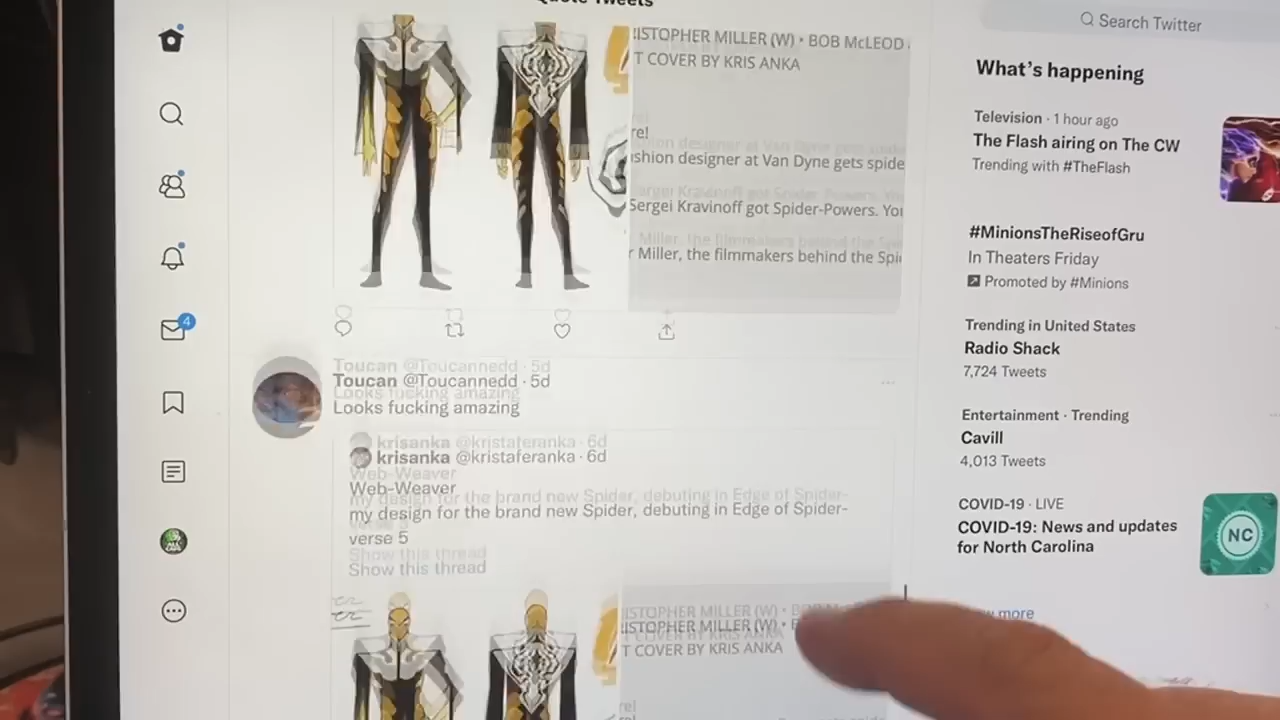 Quote Tweets
ISTOPHER MILLER (W) • BOB McLEOD
T COVER BY KRIS ANKA
re!
shion designer at Van Dyne gets spide
Sergei Kravinoff got Spider-Powers. You
r Miller, the filmmakers behind the Spi
Toucan @Toucannedd · 5d
Looks fucking amazing
krisanka @kristaferanka · 6d
Web-Weaver
my design for the brand new Spider, debuting in Edge of Spider-
verse 5
Show this thread
ISTOPHER MILLER (W) •
T COVER BY KRIS ANKA
4
Search Twitter
What's happening
Television · 1 hour ago
The Flash airing on The CW
Trending with #TheFlash
#MinionsTheRiseofGru
In Theaters Friday
Promoted by #Minions
Trending in United States
Radio Shack
7,724 Tweets
Entertainment · Trending
Cavill
4,013 Tweets
COVID-19 · LIVE
COVID-19: News and updates
for North Carolina
NC
more